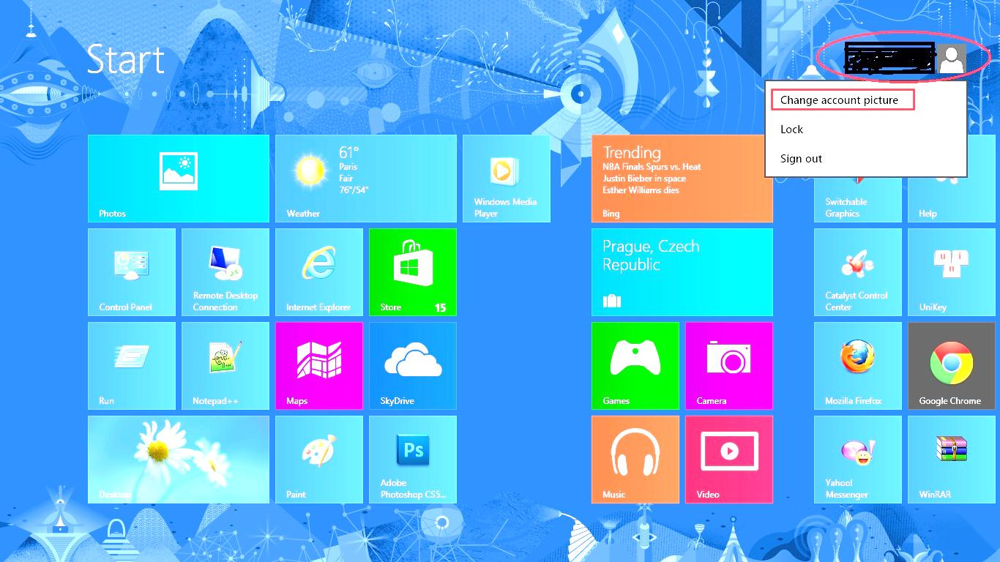 Start
Change account picture
Lock
Sign out
Photos
61°
Paris
Fair
76°/54°
Weather
Windows Media
Player
Trending
NBA Finals Spurs vs. Heat
Justin Bieber in space
Esther Williams dies
Bing
Switchable
Graphics
Help
Control Panel
Remote Desktop
Connection
Internet Explorer
Store
15
Prague, Czech
Republic
Catalyst Control
Center
u i
n
UniKey
Run
Notepad++
Maps
SkyDrive
Games
Camera
Mozilla Firefox
Google Chrome
Desktop
Paint
Ps
Adobe
Photoshop CS5...
Music
Video
Yahoo!
Messenger
WinRAR